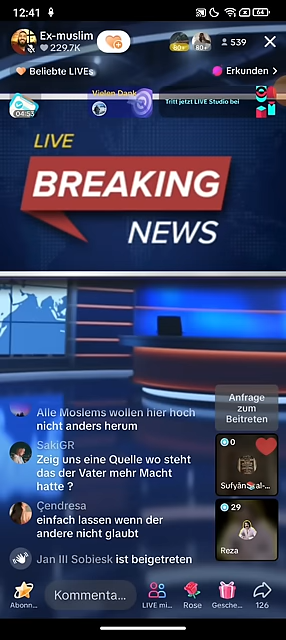 12:41
64
Ex-muslim
229.7K
80+
80+
539
Beliebte LIVEs
Erkunden
Vielen Dank
Tritt jetzt LIVE Studio bei
04:53
LIVE
BREAKING
NEWS
Alle Moslems wollen hier hoch
nicht anders herum
Anfrage
zum
Beitreten
SakiGR
Zeig uns eine Quelle wo steht
das der Vater mehr Macht
hatte ?
0
Çendresa
einfach lassen wenn der
andere nicht glaubt
29
Reza
Jan III Sobiesk ist beigetreten
Kommenta...
Abonn...
LIVE mi...
Rose
Gesche...
126